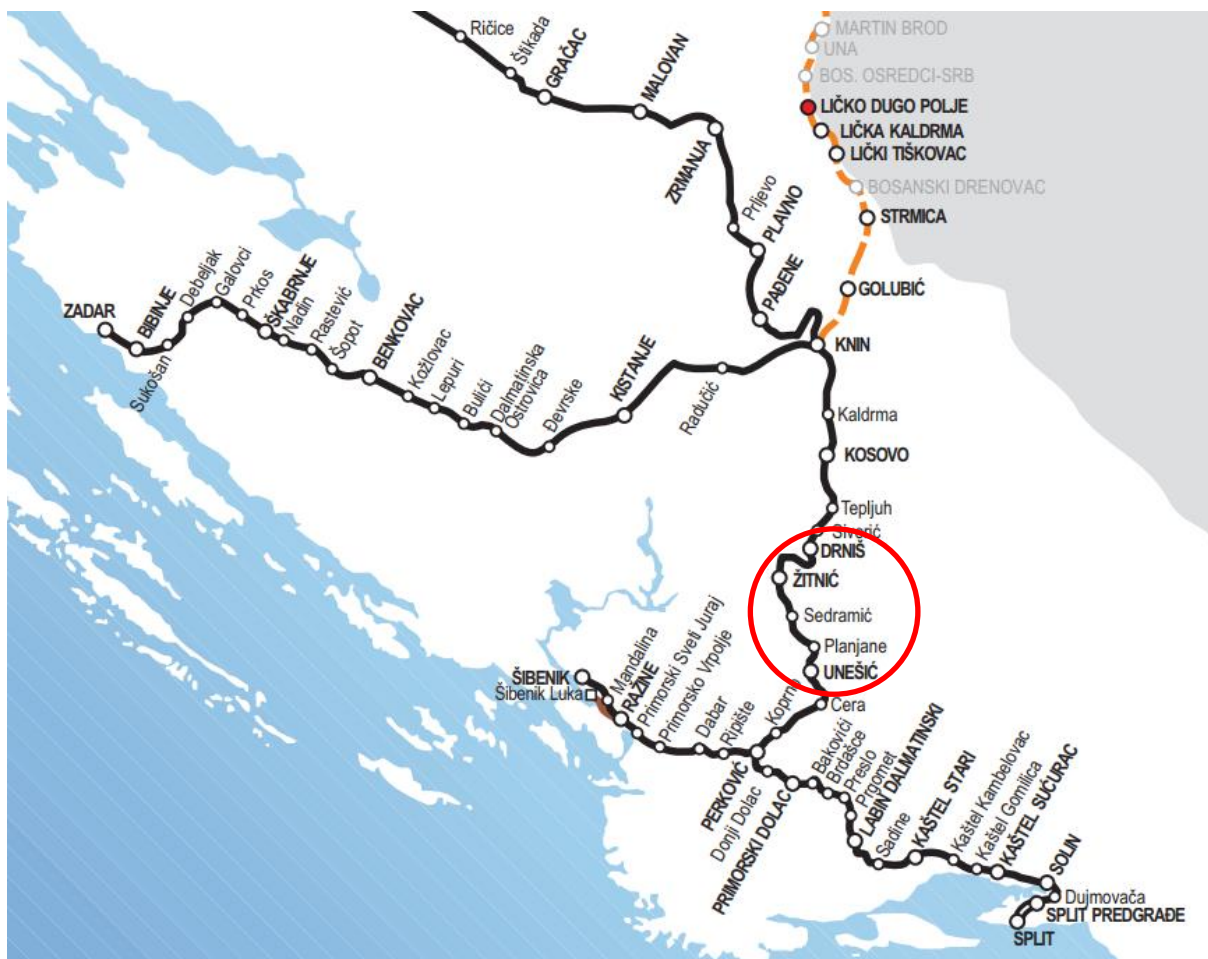 Ričice
Štikada
GRAČAC
MALOVAN
ZRMANJA
Prljevo
PLAVNO
PAĐENE
MARTIN BROD
UNA
BOS. OSREDCI-SRB
LIČKO DUGO POLJE
LIČKA KALDRMA
LIČKI TIŠKOVAC
BOSANSKI DRENOVAC
STRMICA
GOLUBIĆ
KNIN
ZADAR
BIBINJE
Sukošan
Debeljak
Galovci
Prkos
ŠKABRNJE
Nadin
Raštević
Šopot
BENKOVAC
Kožlovac
Lepuri
Bulići
Dalmatinska
Ostrovica
Đevrske
KISTANJE
Radučić
Kaldrma
KOSOVO
Tepljuh
Siverić
DRNIŠ
ŽITNIĆ
Sedramić
Planjane
UNEŠIĆ
Cera
Koprno
ŠIBENIK
Šibenik Luka
Mandalina
RAŽINE
Primorski Sveti Juraj
Primorsko Vrpolje
Dabar
Ripište
PERKOVIĆ
Donji Dolac
PRIMORSKI DOLAC
Bakovići
Brdašce
Preslo
Prgomet
LABIN DALMATINSKI
Sadine
KAŠTEL STARI
Kaštel Kambelovac
Kaštel Gomilica
KAŠTEL SUĆURAC
SOLIN
Dujmovača
SPLIT PREDGRAĐE
SPLIT